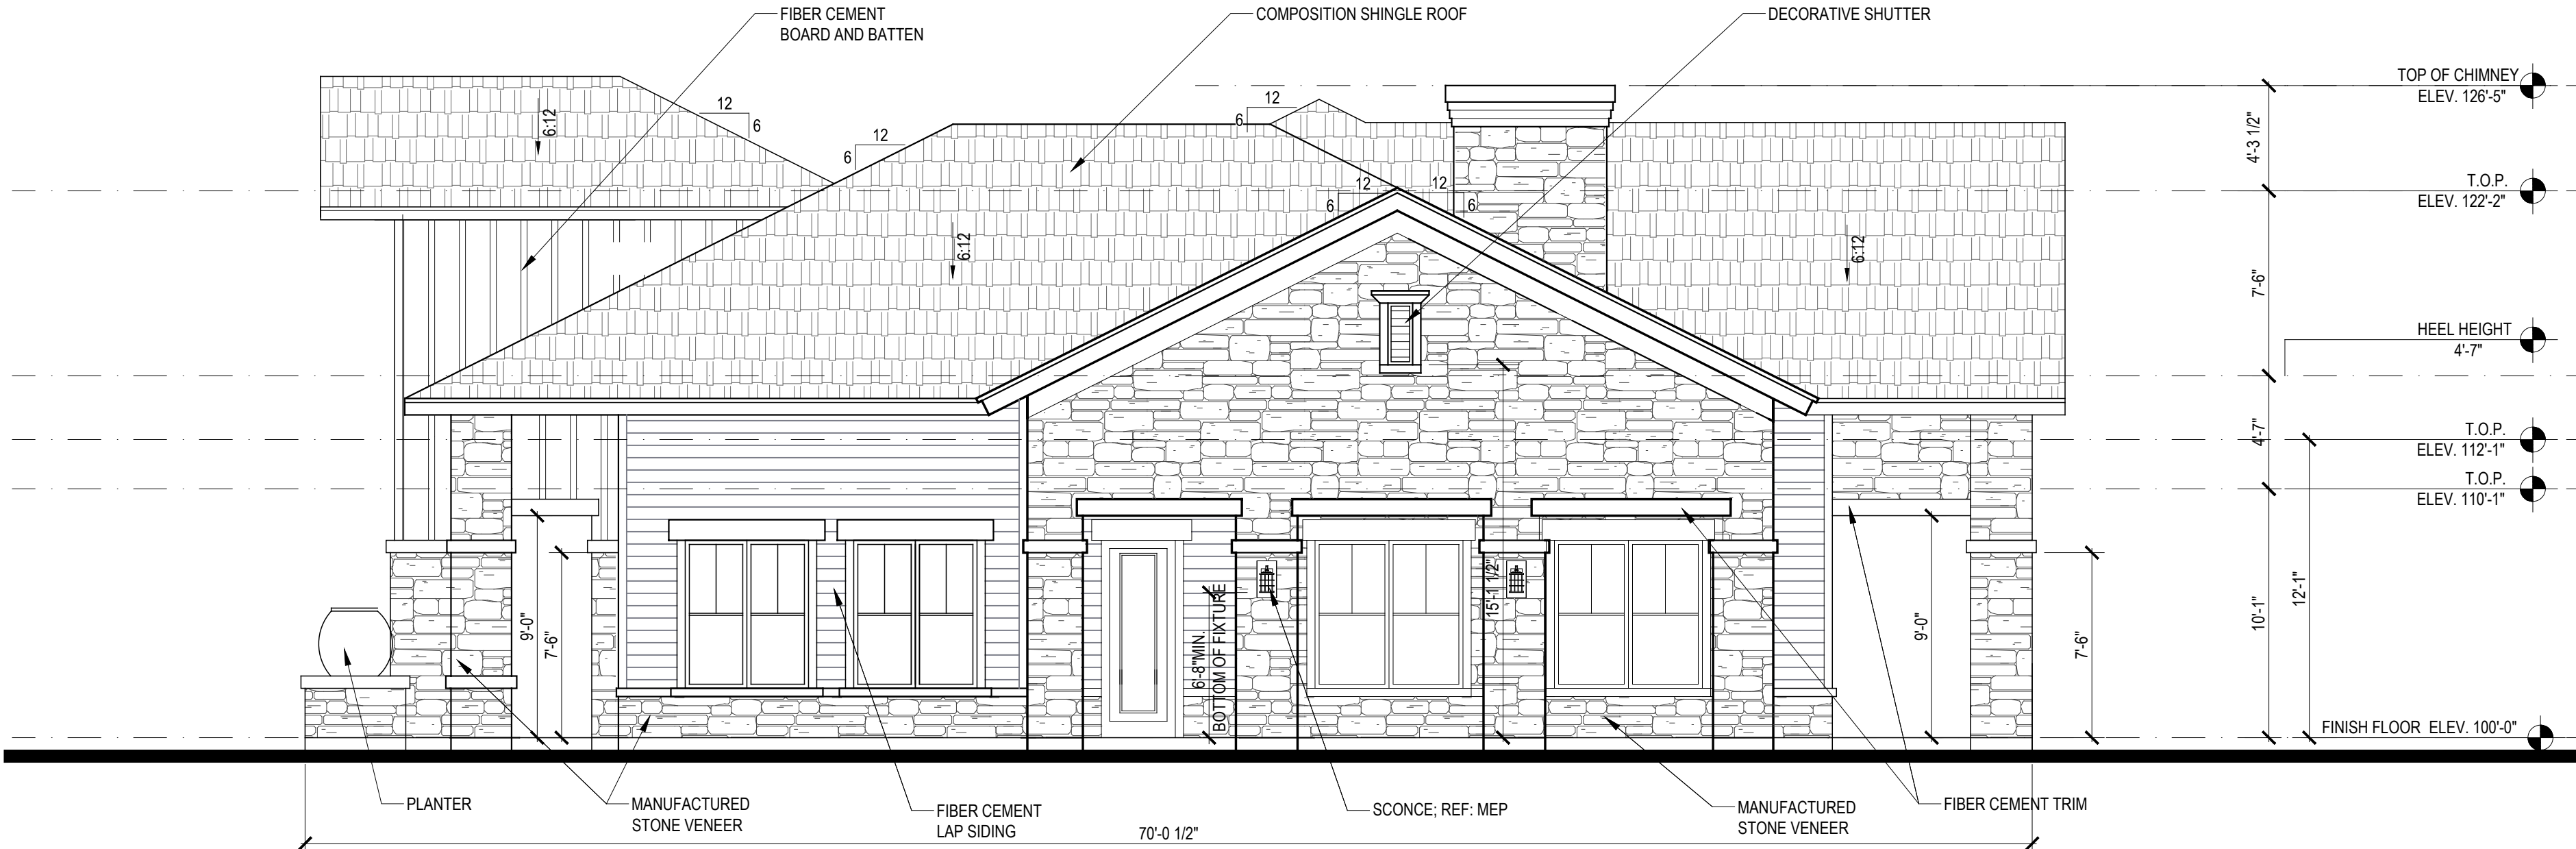 FIBER CEMENT
BOARD AND BATTEN
COMPOSITION SHINGLE ROOF
DECORATIVE SHUTTER
TOP OF CHIMNEY
ELEV. 126'-5"
12
6
6:12
12
6
12
6
4'-3 1/2"
T.O.P.
ELEV. 122'-2"
12
6
12
6
6:12
6:12
7'-6"
HEEL HEIGHT
4'-7"
4'-7"
T.O.P.
ELEV. 112'-1"
T.O.P.
ELEV. 110'-1"
9'-0"
7'-6"
6'-8"MIN.
BOTTOM OF FIXTURE
15'-1 1/2"
9'-0"
7'-6"
10'-1"
12'-1"
FINISH FLOOR ELEV. 100'-0"
PLANTER
MANUFACTURED
STONE VENEER
FIBER CEMENT
LAP SIDING
SCONCE; REF: MEP
MANUFACTURED
STONE VENEER
FIBER CEMENT TRIM
70'-0 1/2"